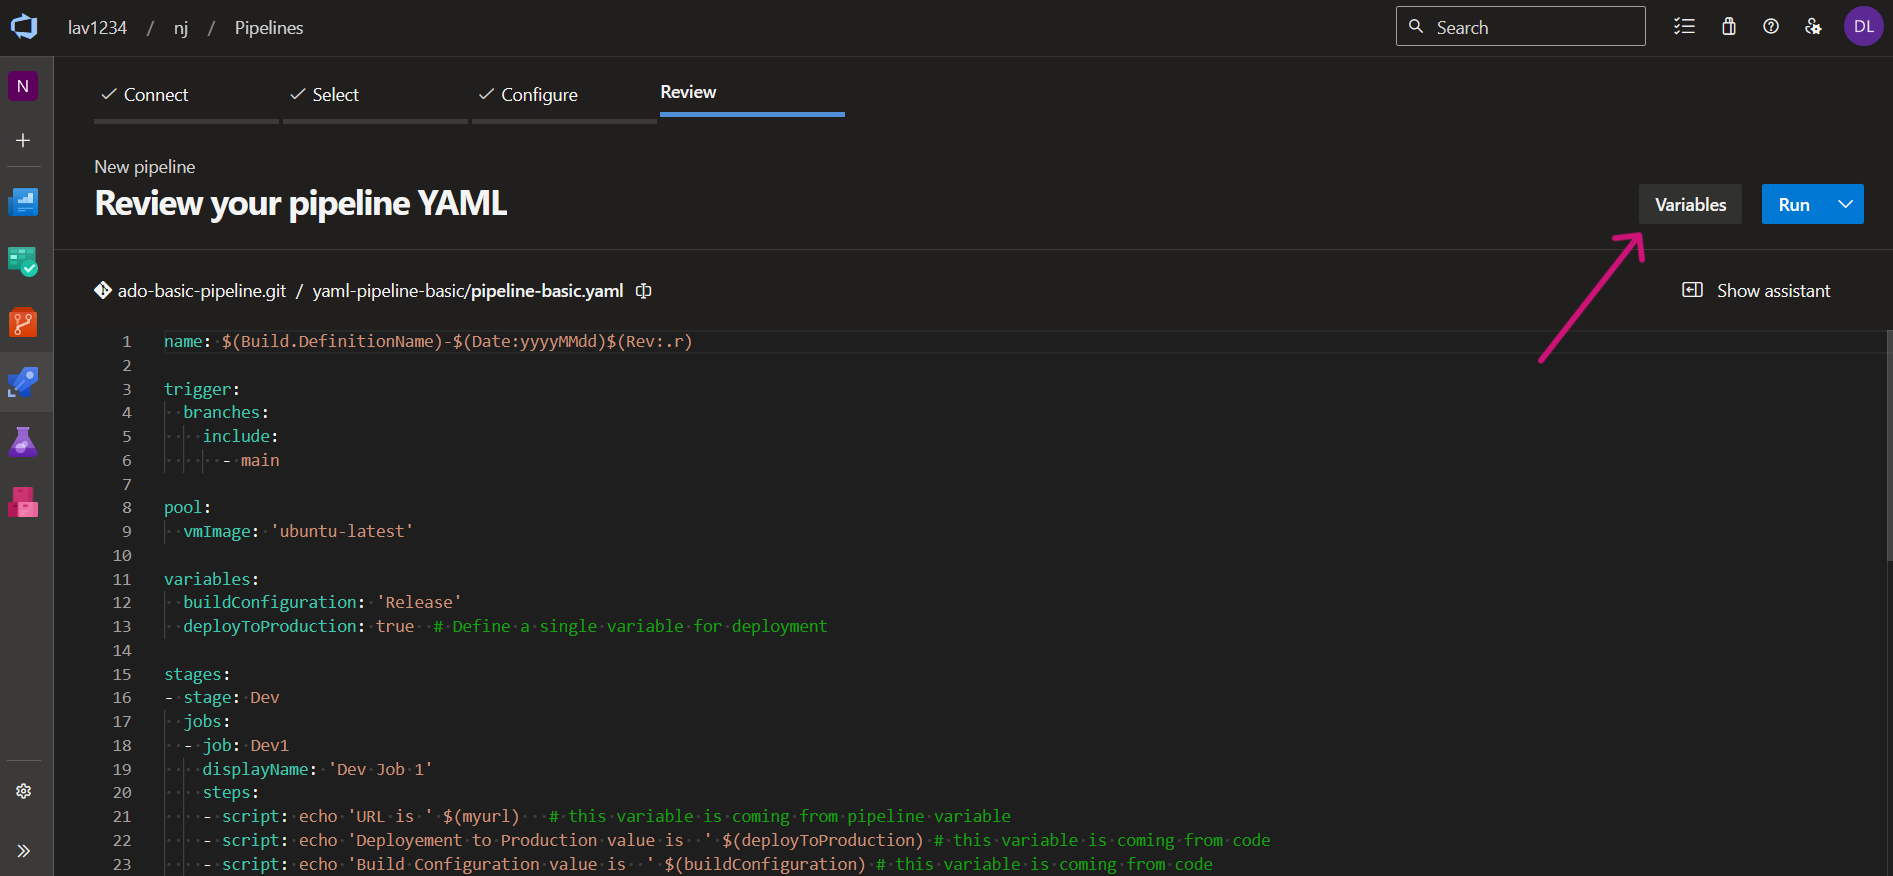 lav1234 / nj / Pipelines
Search
DL
N
Connect
Select
Configure
Review
New pipeline
Review your pipeline YAML
Variables
Run
ado-basic-pipeline.git / yaml-pipeline-basic/pipeline-basic.yaml
Show assistant
1 name: $(Build.DefinitionName)-$(Date:yyyyMMdd)$(Rev:.r)
2
3 trigger:
4   branches:
5     include:
6       - main
7
8 pool:
9   vmImage: 'ubuntu-latest'
10
11 variables:
12   buildConfiguration: 'Release'
13   deployToProduction: true  # Define a single variable for deployment
14
15 stages:
16 - stage: Dev
17   jobs:
18   - job: Dev1
19     displayName: 'Dev Job 1'
20     steps:
21     - script: echo 'URL is ' $(myurl)   # this variable is coming from pipeline variable
22     - script: echo 'Deployement to Production value is  ' $(deployToProduction) # this variable is coming from code
23     - script: echo 'Build Configuration value is  ' $(buildConfiguration) # this variable is coming from code